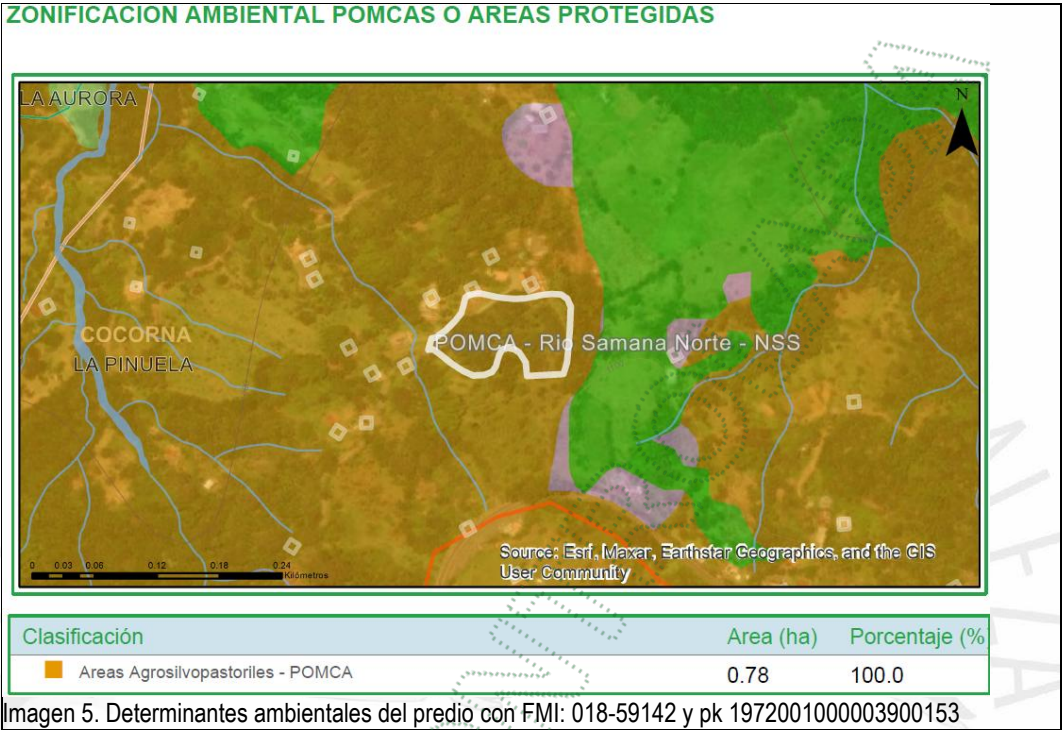 ZONIFICACION AMBIENTAL POMCAS O AREAS PROTEGIDAS
LA AURORA
N
COCORNA
LA PINUELA
POMCA - Rio Samana Norte - NSS
0 0.03 0.06 0.12 0.18 0.24
Kilómetros
Source: Esri, Maxar, Earthstar Geographics, and the GIS
User Community
Clasificación Area (ha) Porcentaje (%
Areas Agrosilvopastoriles - POMCA 0.78 100.0
Imagen 5. Determinantes ambientales del predio con FMI: 018-59142 y pk 1972001000003900153